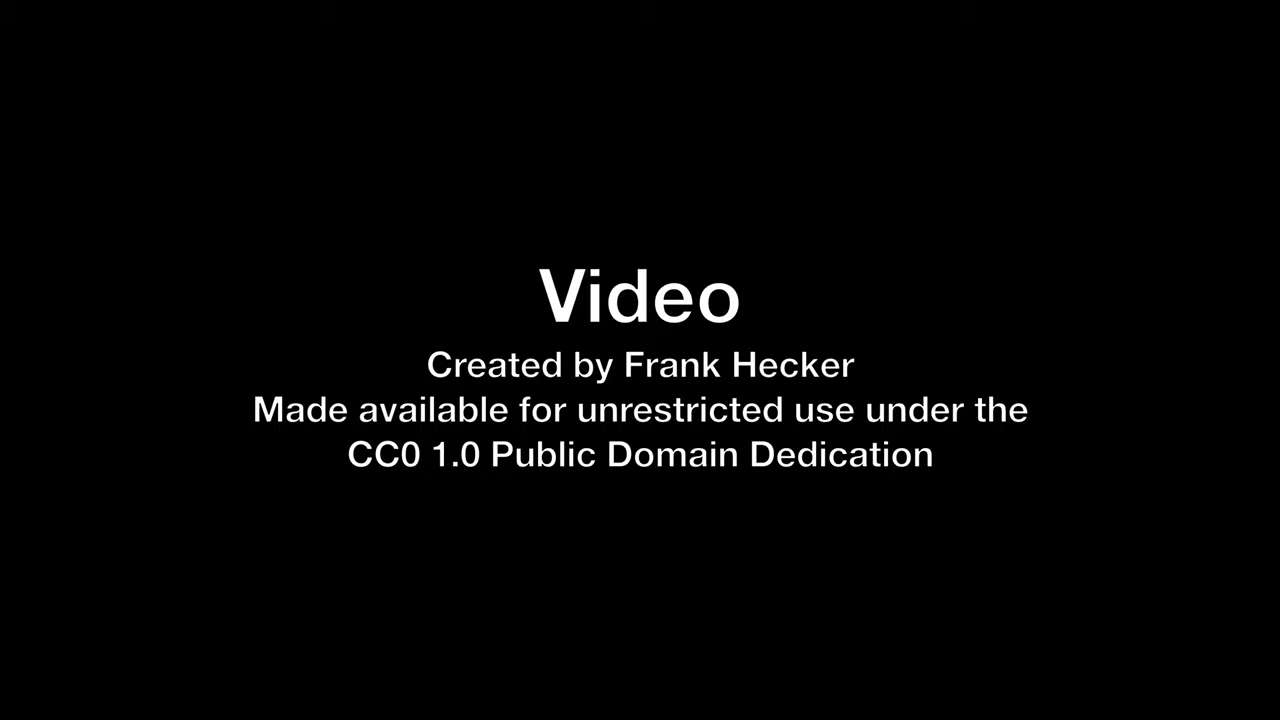 Video
Created by Frank Hecker
Made available for unrestricted use under the
CC0 1.0 Public Domain Dedication